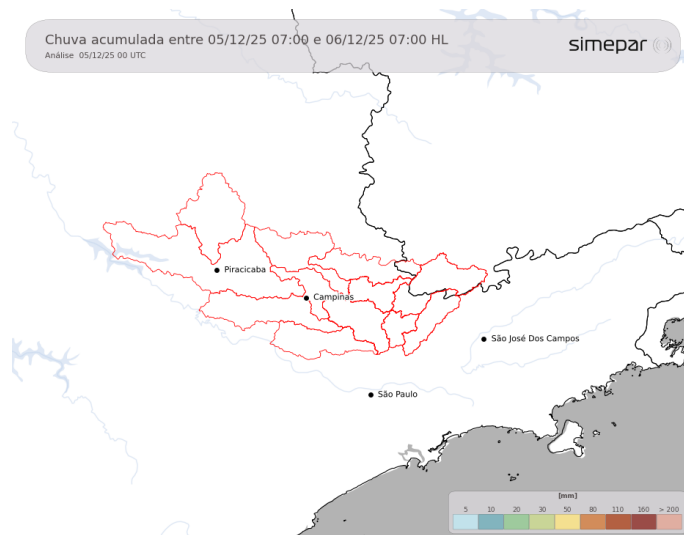 Chuva acumulada entre 05/12/25 07:00 e 06/12/25 07:00 HL
Análise 05/12/25 00 UTC
simepar
Piracicaba
Campinas
São José Dos Campos
São Paulo
[mm]
5 10 20 30 50 80 110 160 > 200